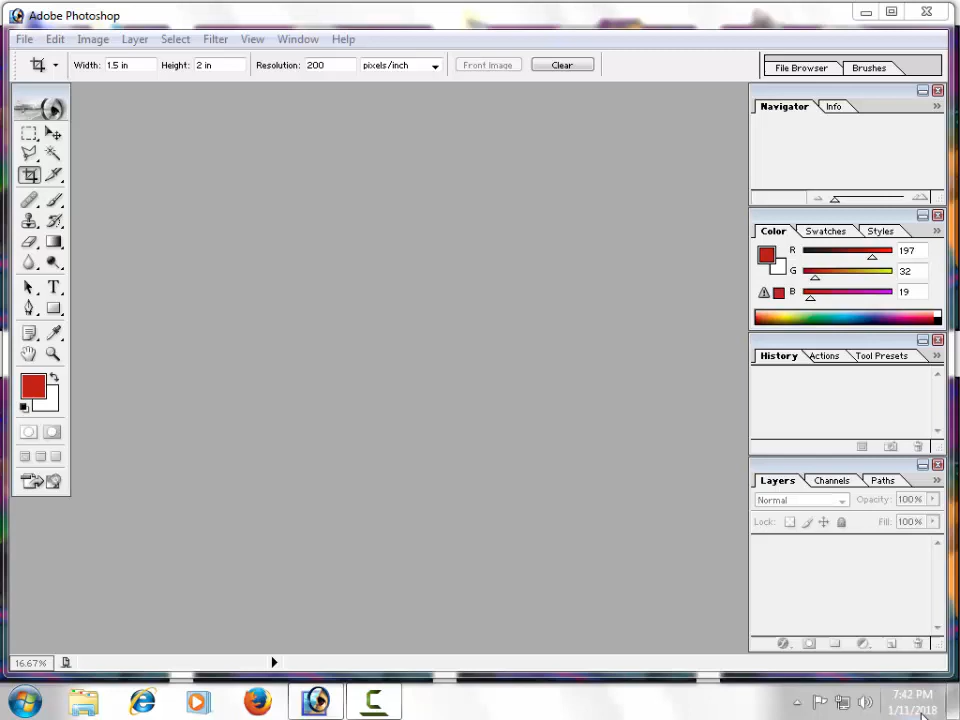 Adobe Photoshop
File Edit Image Layer Select Filter View Window Help
Width: 1.5 in Height: 2 in Resolution: 200 pixels/inch Front Image Clear File Browser Brushes
Navigator Info
Color Swatches Styles
R 197
G 32
B 19
History Actions Tool Presets
Layers Channels Paths
Normal Opacity: 100%
Lock: Fill: 100%
16.67%
7:42 PM
1/11/2018